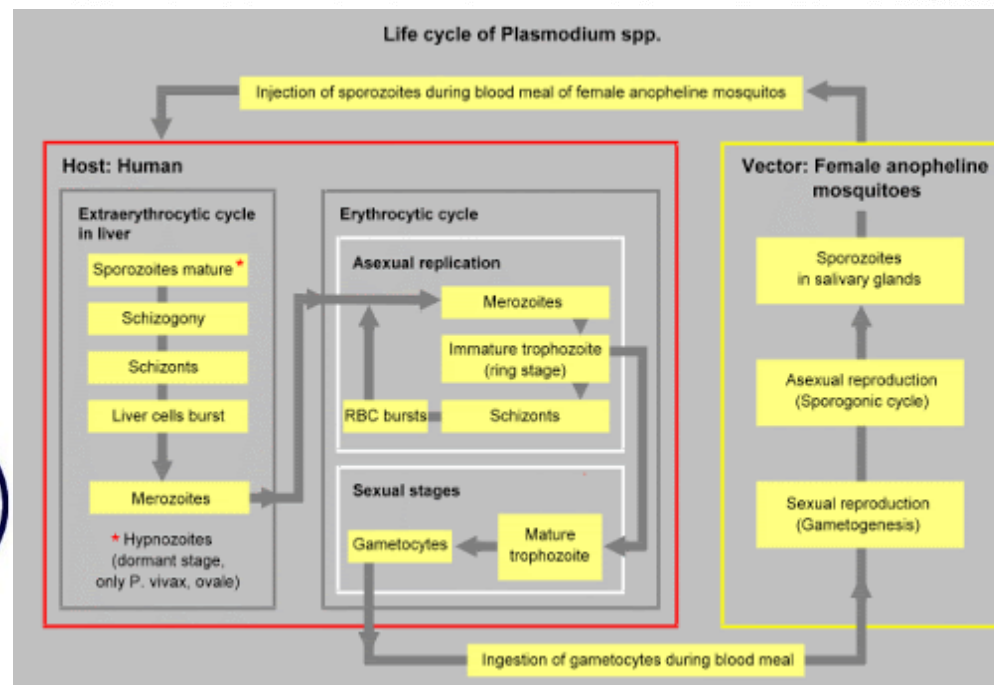 Life cycle of Plasmodium spp.
Injection of sporozoites during blood meal of female anopheline mosquitos
Host: Human
Extraerythrocytic cycle
in liver
Sporozoites mature *
Schizogony
Schizonts
Liver cells burst
Merozoites
* Hypnozoites
(dormant stage,
only P. vivax, ovale)
Erythrocytic cycle
Asexual replication
Merozoites
Immature trophozoite
(ring stage)
RBC bursts
Schizonts
Sexual stages
Gametocytes
Mature
trophozoite
Vector: Female anopheline
mosquitoes
Sporozoites
in salivary glands
Asexual reproduction
(Sporogonic cycle)
Sexual reproduction
(Gametogenesis)
Ingestion of gametocytes during blood meal